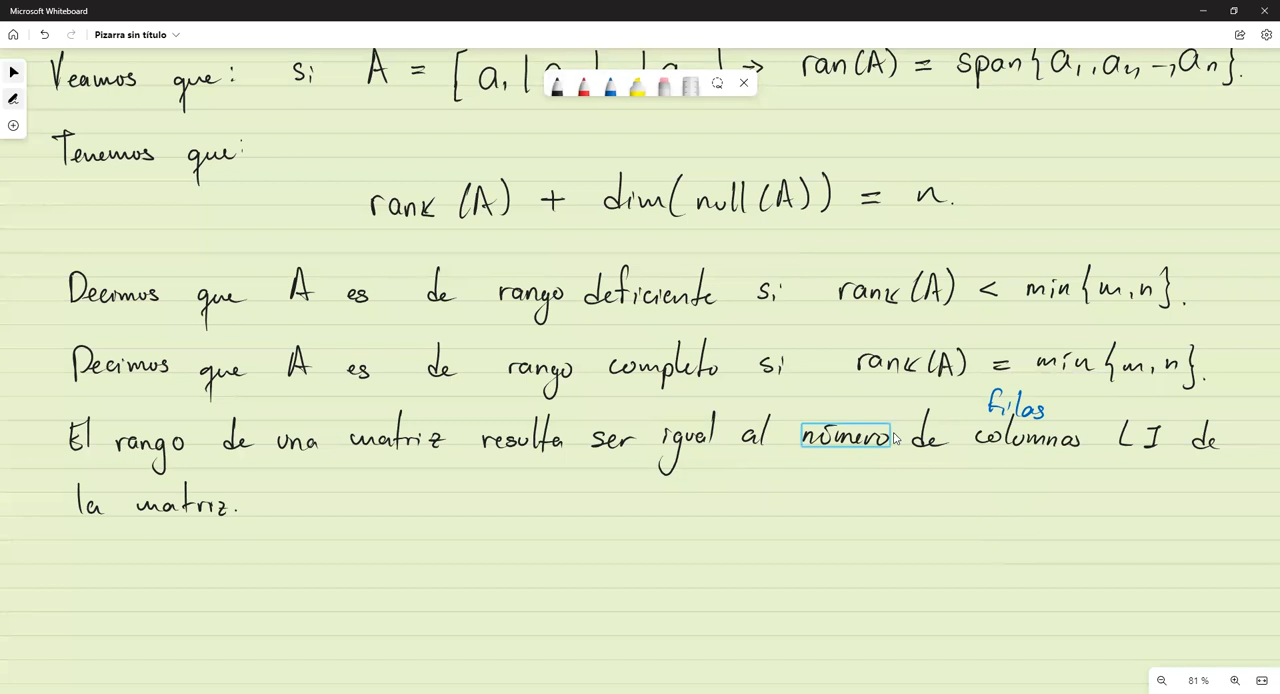 Microsoft Whiteboard
Pizarra sin título
Veamos que: si A = [a₁ | → ran(A) = span{a₁, a₂, -, aₙ}.
Tenemos que:
rank (A) + dim(null(A)) = n.
Decimos que A es de rango deficiente si rank(A) < min{m,n}.
Decimos que A es de rango completo si rank(A) = min{m,n}.
filas
El rango de una matriz resulta ser igual al número de columnas LI de
la matriz.
81 %